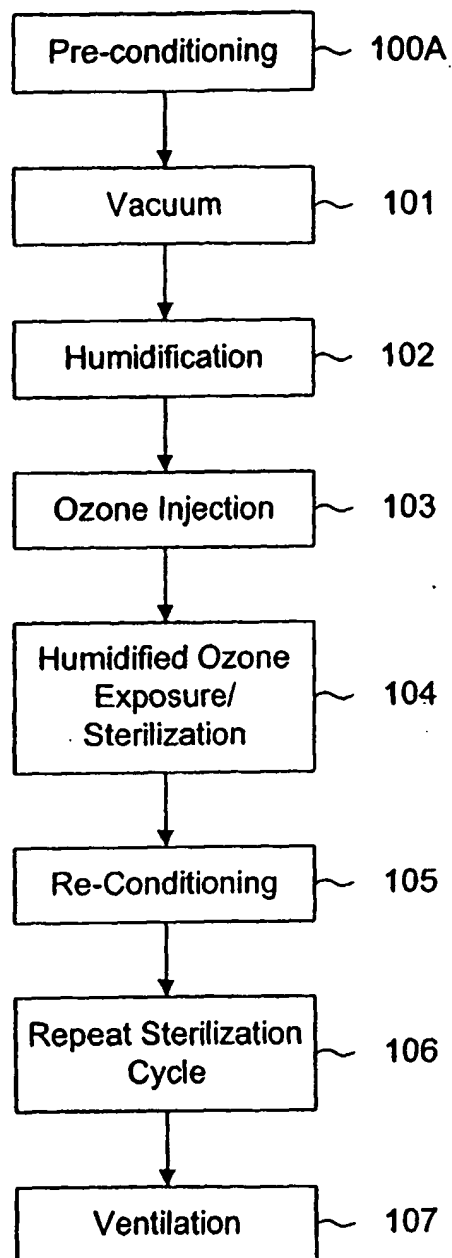 Pre-conditioning 100A
Vacuum 101
Humidification 102
Ozone Injection 103
Humidified Ozone
Exposure/ 104
Sterilization
Re-Conditioning 105
Repeat Sterilization
Cycle 106
Ventilation 107